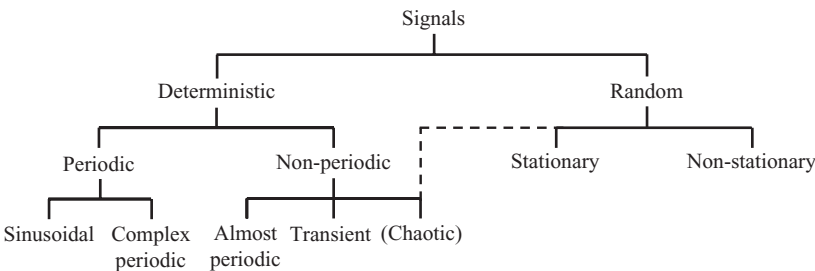 Signals
Deterministic
Random
Periodic
Non-periodic
Stationary
Non-stationary
Sinusoidal
Complex
periodic
Almost
periodic
Transient
(Chaotic)